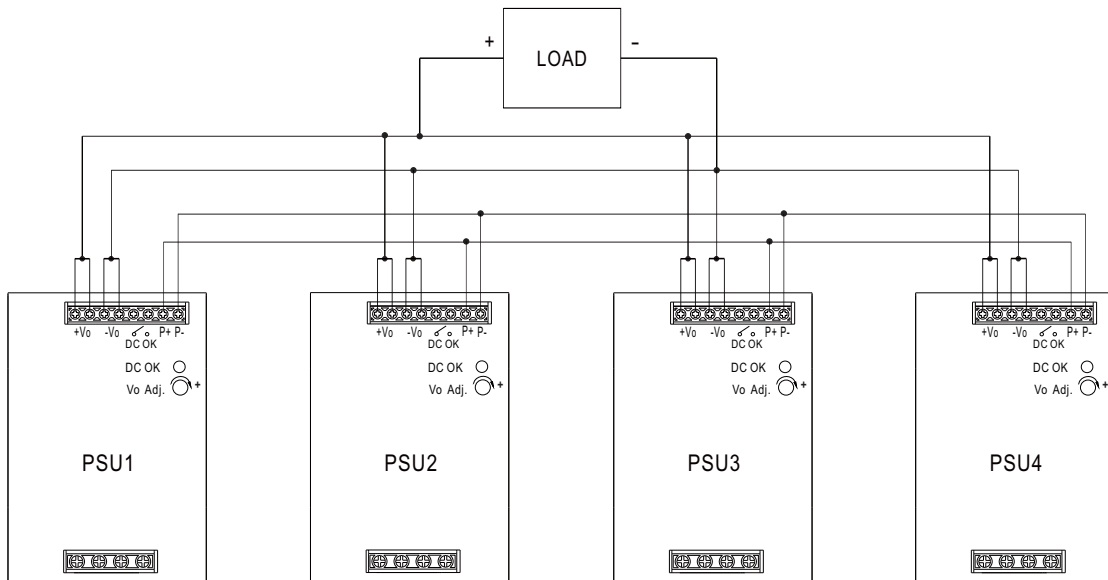 + LOAD -
+Vo -Vo P+ P-
DC OK
DC OK
Vo Adj. +
PSU1
+Vo -Vo P+ P-
DC OK
DC OK
Vo Adj. +
PSU2
+Vo -Vo P+ P-
DC OK
DC OK
Vo Adj. +
PSU3
+Vo -Vo P+ P-
DC OK
DC OK
Vo Adj. +
PSU4